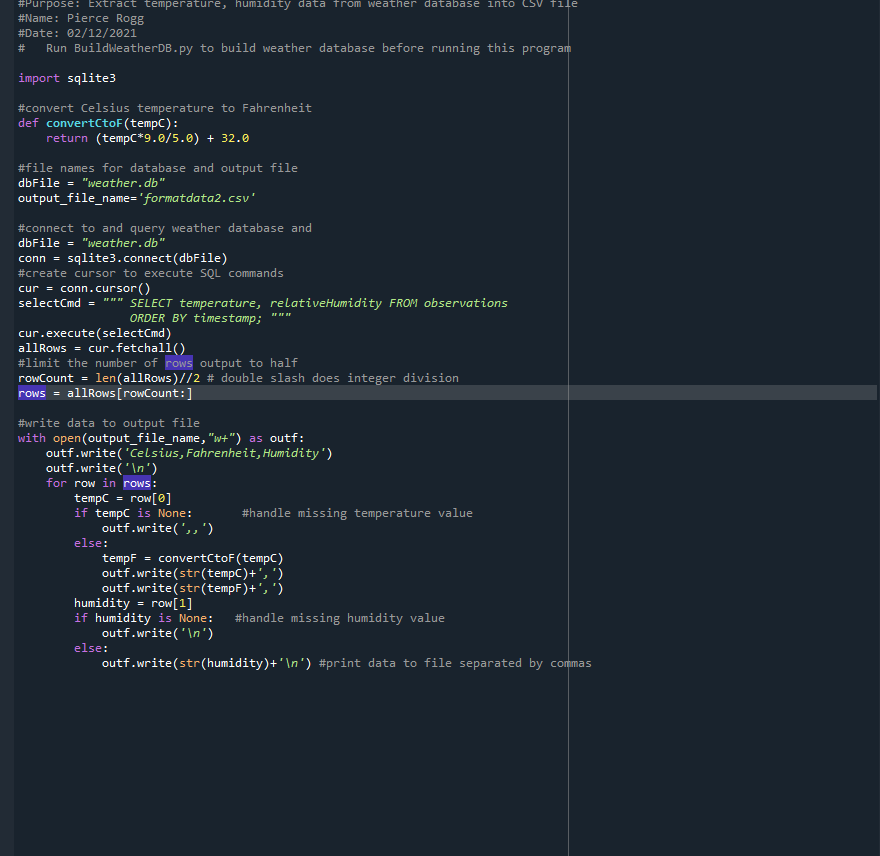 #Purpose: Extract temperature, humidity data from weather database into CSV file
#Name: Pierce Rogg
#Date: 02/12/2021
#   Run BuildWeatherDB.py to build weather database before running this program
import sqlite3
#convert Celsius temperature to Fahrenheit
def convertCtoF(tempC):
    return (tempC*9.0/5.0) + 32.0
#file names for database and output file
dbFile = "weather.db"
output_file_name='formatdata2.csv'
#connect to and query weather database and
dbFile = "weather.db"
conn = sqlite3.connect(dbFile)
#create cursor to execute SQL commands
cur = conn.cursor()
selectCmd = """ SELECT temperature, relativeHumidity FROM observations
                ORDER BY timestamp; """
cur.execute(selectCmd)
allRows = cur.fetchall()
#limit the number of rows output to half
rowCount = len(allRows)//2 # double slash does integer division
rows = allRows[rowCount:]
#write data to output file
with open(output_file_name,"w+") as outf:
    outf.write('Celsius,Fahrenheit,Humidity')
    outf.write('\n')
    for row in rows:
        tempC = row[0]
        if tempC is None:       #handle missing temperature value
            outf.write(',,')
        else:
            tempF = convertCtoF(tempC)
            outf.write(str(tempC)+',')
            outf.write(str(tempF)+',')
        humidity = row[1]
        if humidity is None:   #handle missing humidity value
            outf.write('\n')
        else:
            outf.write(str(humidity)+'\n') #print data to file separated by commas